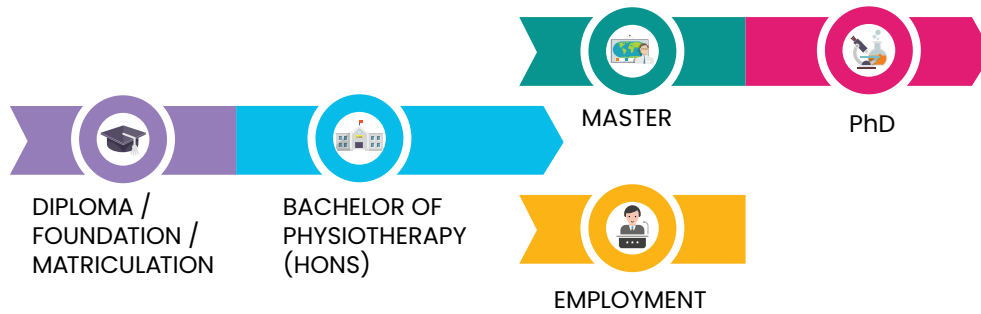 MASTER
PhD
DIPLOMA /
FOUNDATION /
MATRICULATION
BACHELOR OF
PHYSIOTHERAPY
(HONS)
EMPLOYMENT